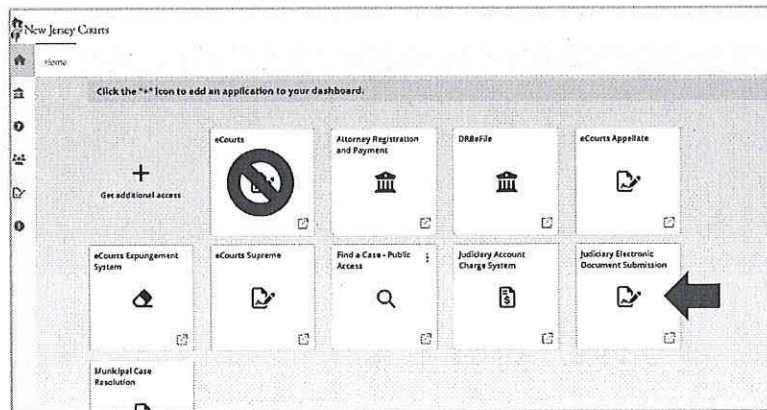 New Jersey Courts
Home
Click the "+" icon to add an application to your dashboard.
Get additional access
eCourts
Attorney Registration
and Payment
DRBeFile
eCourts Appellate
eCourts Expungement
System
eCourts Supreme
Find a Case - Public
Access
Judiciary Account
Charge System
Judiciary Electronic
Document Submission
Municipal Case
Resolution